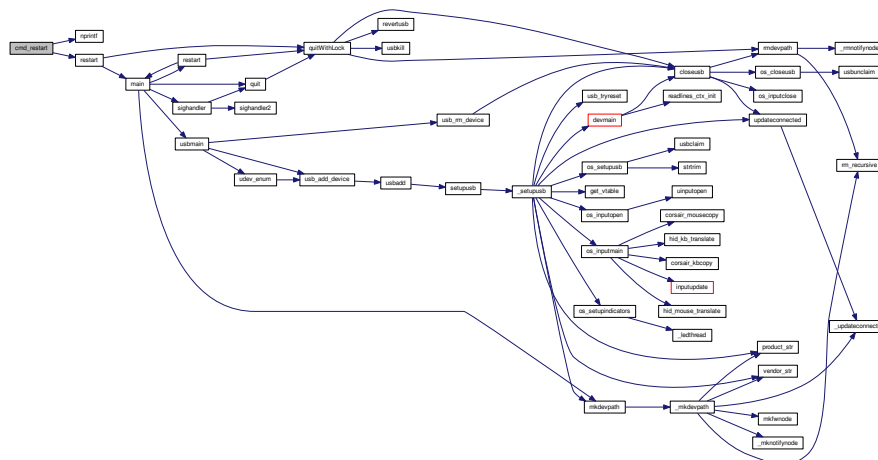 cmd_restart
nprintf
restart
main
restart
quit
sighandler
sighandler2
usbmain
udev_enum
usb_add_device
quitWithLock
revertusb
usbkill
usbadd
usb_rm_device
setupusb
_setupusb
usb_tryreset
devmain
os_setupusb
get_vtable
os_inputopen
os_inputmain
os_setupindicators
mkdevpath
closeusb
readlines_ctx_init
usbclaim
strtrim
uinputopen
corsair_mousecopy
hid_kb_translate
corsair_kbcopy
inputupdate
hid_mouse_translate
_ledthread
_mkdevpath
rmdevpath
os_closeusb
os_inputclose
updateconnected
product_str
vendor_str
mkfwnode
_mknotifynode
_rmnotifynode
usbunclaim
rm_recursive
_updateconnected